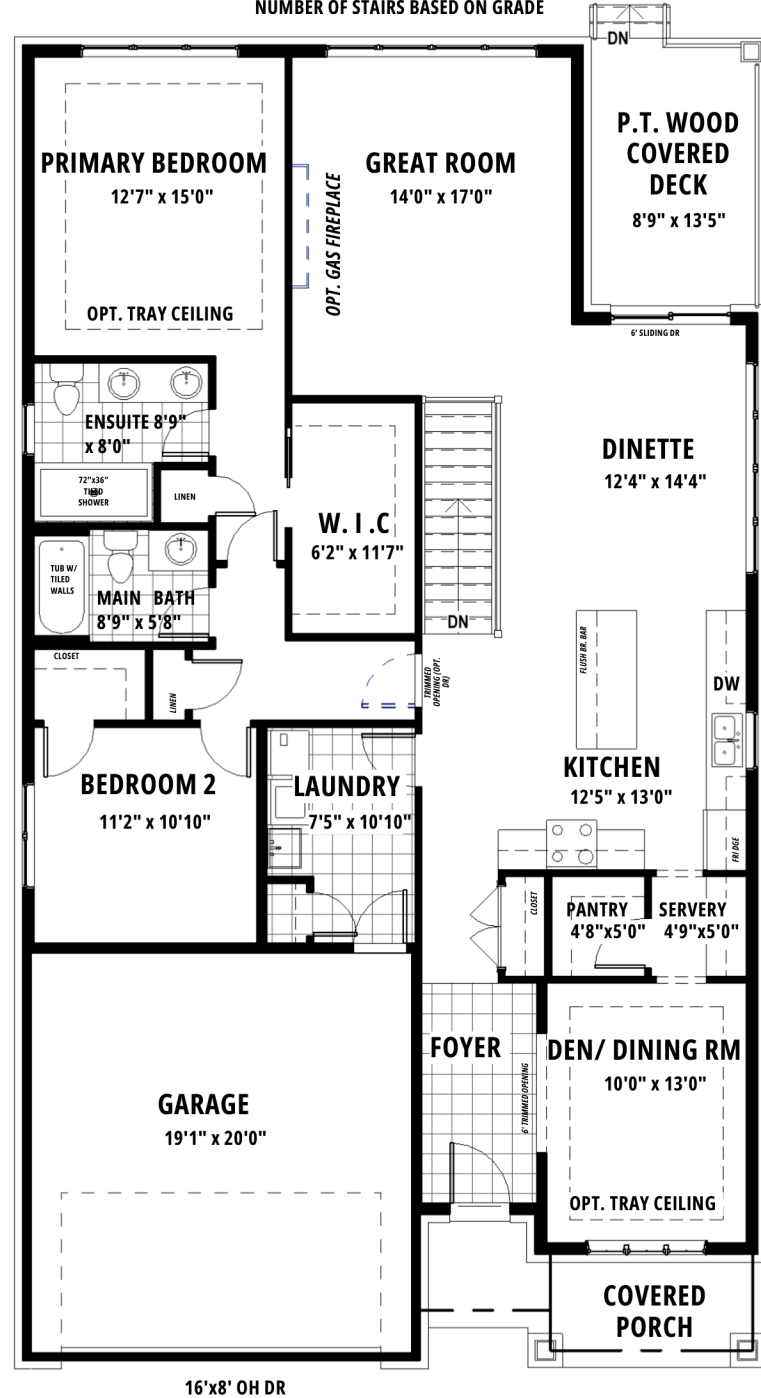 NUMBER OF STAIRS BASED ON GRADE
DN
P.T. WOOD
COVERED
DECK
8'9" x 13'5"
PRIMARY BEDROOM
12'7" x 15'0"
OPT. TRAY CEILING
GREAT ROOM
14'0" x 17'0"
OPT. GAS FIREPLACE
6' SLIDING DR
ENSUITE 8'9"
x 8'0"
72"x36"
TILED
SHOWER
LINEN
DINETTE
12'4" x 14'4"
W. I .C
6'2" x 11'7"
TUB W/
TILED
WALLS
MAIN BATH
8'9" x 5'8"
DN
CLOSET
LINEN
TRIMMED
OPENING (OPT.
DR)
FLUSH BR. BAR
DW
BEDROOM 2
11'2" x 10'10"
LAUNDRY
7'5" x 10'10"
KITCHEN
12'5" x 13'0"
FRIDGE
CLOSET
PANTRY
4'8"x5'0"
SERVERY
4'9"x5'0"
FOYER
6' TRIMMED OPENING
DEN/ DINING RM
10'0" x 13'0"
OPT. TRAY CEILING
GARAGE
19'1" x 20'0"
COVERED
PORCH
16'x8' OH DR